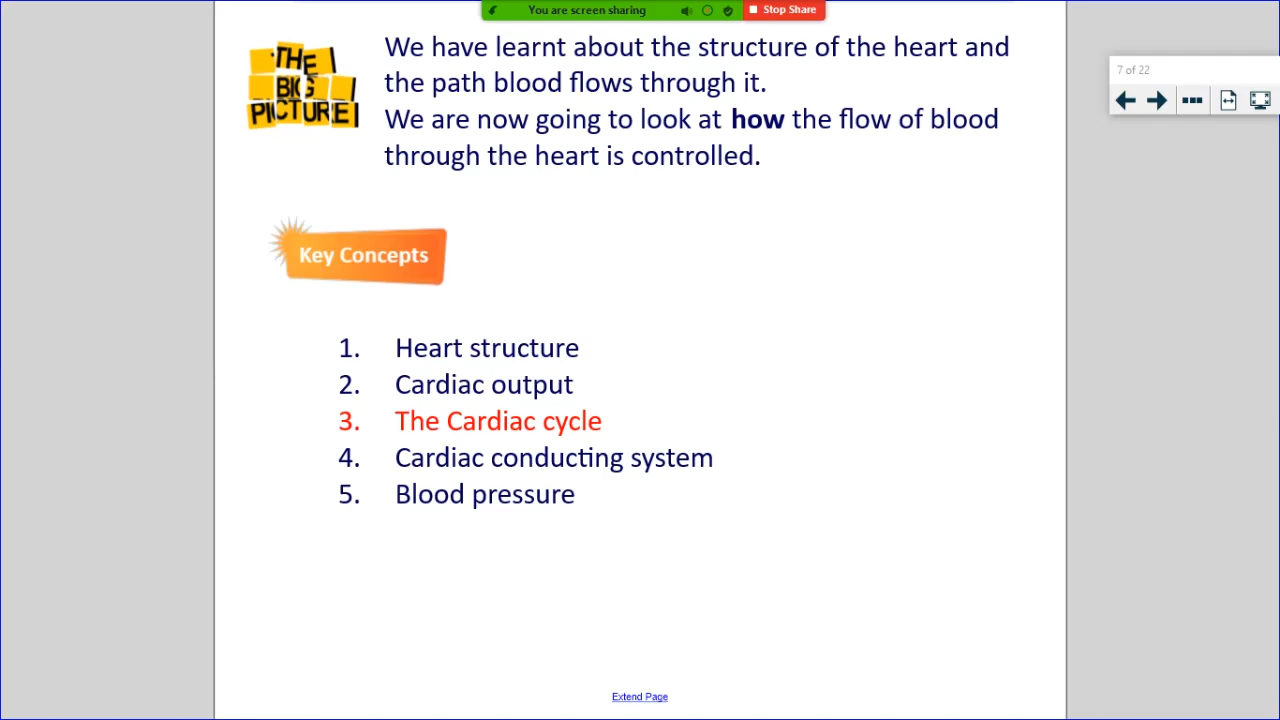 You are screen sharing
Stop Share
We have learnt about the structure of the heart and
the path blood flows through it.
We are now going to look at how the flow of blood
through the heart is controlled.
THE
BIG
PICTURE
7 of 22
Key Concepts
1. Heart structure
2. Cardiac output
3. The Cardiac cycle
4. Cardiac conducting system
5. Blood pressure
Extend Page